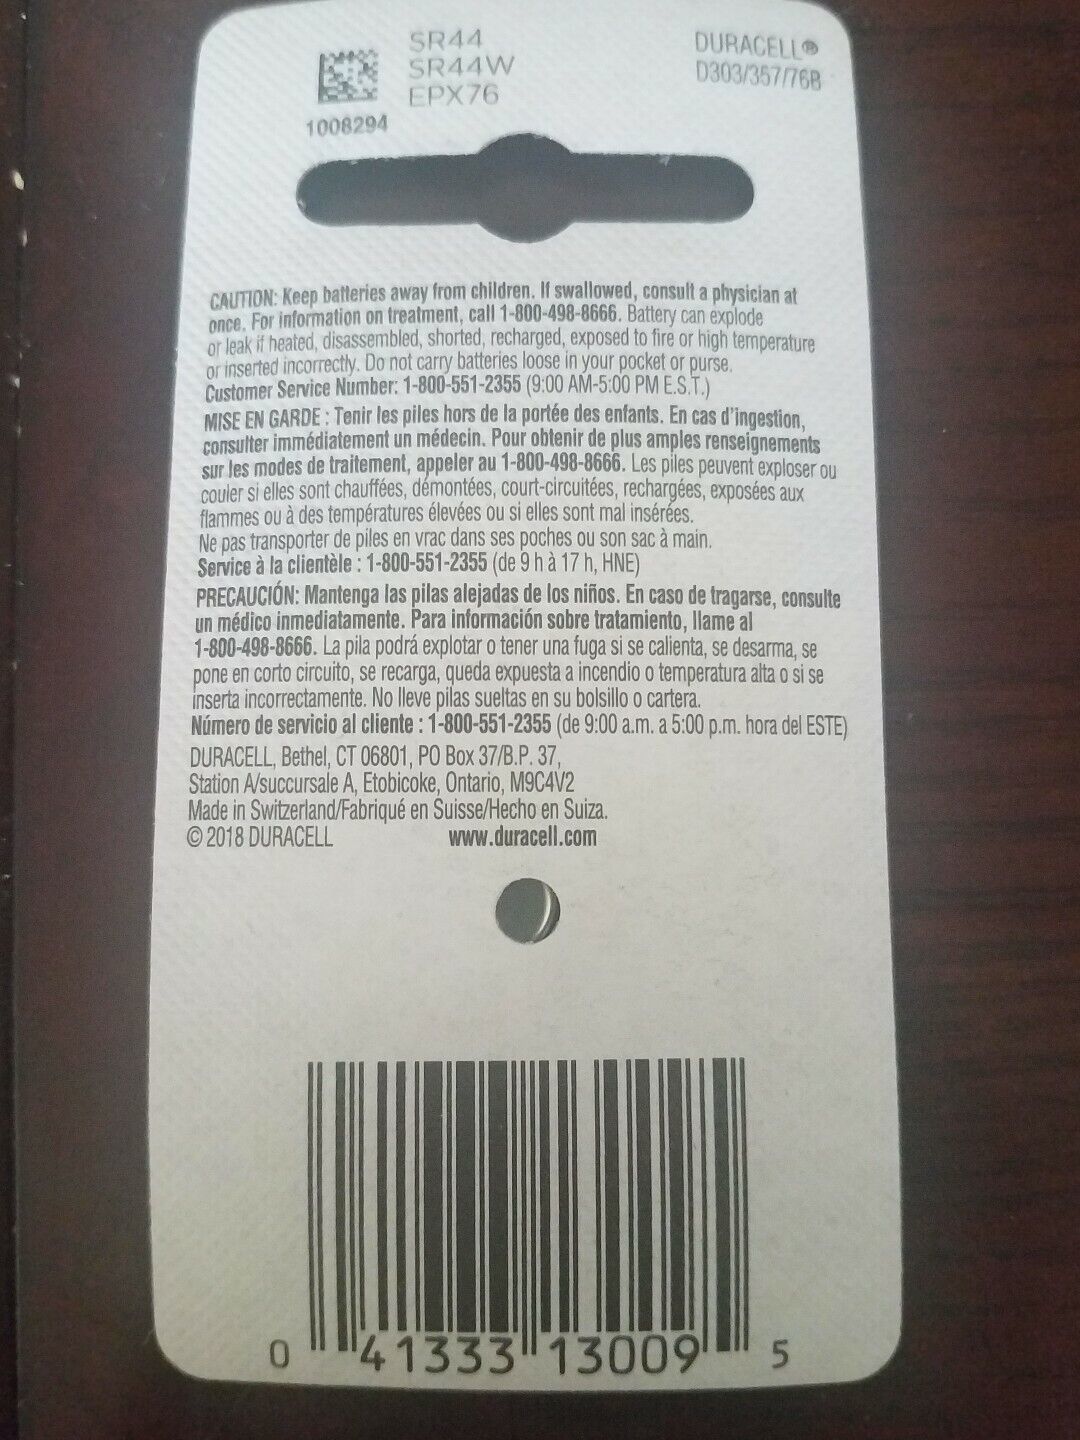 SR44
SR44W
EPX76
DURACELL®
D303/357/76B
1008294
CAUTION: Keep batteries away from children. If swallowed, consult a physician at
once. For information on treatment, call 1-800-498-8666. Battery can explode
or leak if heated, disassembled, shorted, recharged, exposed to fire or high temperature
or inserted incorrectly. Do not carry batteries loose in your pocket or purse.
Customer Service Number: 1-800-551-2355 (9:00 AM-5:00 PM E.S.T.)
MISE EN GARDE : Tenir les piles hors de la portée des enfants. En cas d'ingestion,
consulter immédiatement un médecin. Pour obtenir de plus amples renseignements
sur les modes de traitement, appeler au 1-800-498-8666. Les piles peuvent exploser ou
couler si elles sont chauffées, démontées, court-circuitées, rechargées, exposées aux
flammes ou à des températures élevées ou si elles sont mal insérées.
Ne pas transporter de piles en vrac dans ses poches ou son sac à main.
Service à la clientèle : 1-800-551-2355 (de 9 h à 17 h, HNE)
PRECAUCIÓN: Mantenga las pilas alejadas de los niños. En caso de tragarse, consulte
un médico inmediatamente. Para información sobre tratamiento, llame al
1-800-498-8666. La pila podrá explotar o tener una fuga si se calienta, se desarma, se
pone en corto circuito, se recarga, queda expuesta a incendio o temperatura alta o si se
inserta incorrectamente. No lleve pilas sueltas en su bolsillo o cartera.
Número de servicio al cliente : 1-800-551-2355 (de 9:00 a.m. a 5:00 p.m. hora del ESTE)
DURACELL, Bethel, CT 06801, PO Box 37/B.P. 37,
Station A/succursale A, Etobicoke, Ontario, M9C4V2
Made in Switzerland/Fabriqué en Suisse/Hecho en Suiza.
© 2018 DURACELL www.duracell.com
0 41333 13009 5